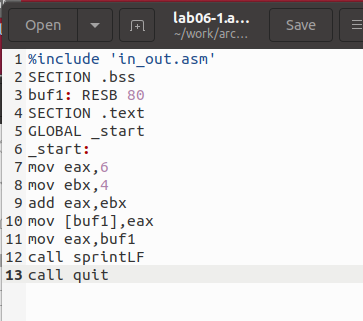 Open
lab06-1.a...
~/work/arc...
Save
1 %include 'in_out.asm'
2 SECTION .bss
3 buf1: RESB 80
4 SECTION .text
5 GLOBAL _start
6 _start:
7 mov eax,6
8 mov ebx,4
9 add eax,ebx
10 mov [buf1],eax
11 mov eax,buf1
12 call sprintLF
13 call quit